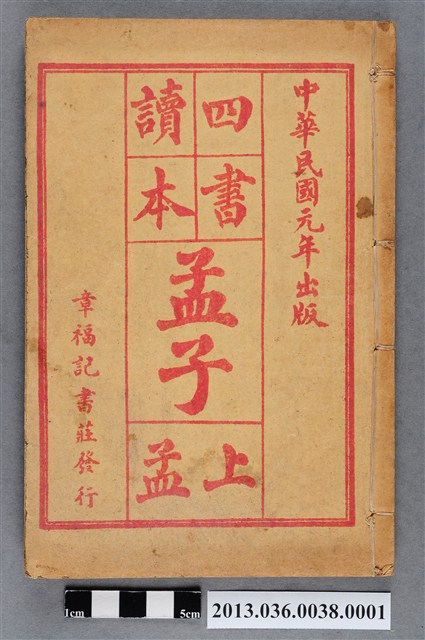 中華民國元年出版
四書
讀本
孟子
上
孟
章福記書莊發行
1cm 5cm
2013.036.0038.0001